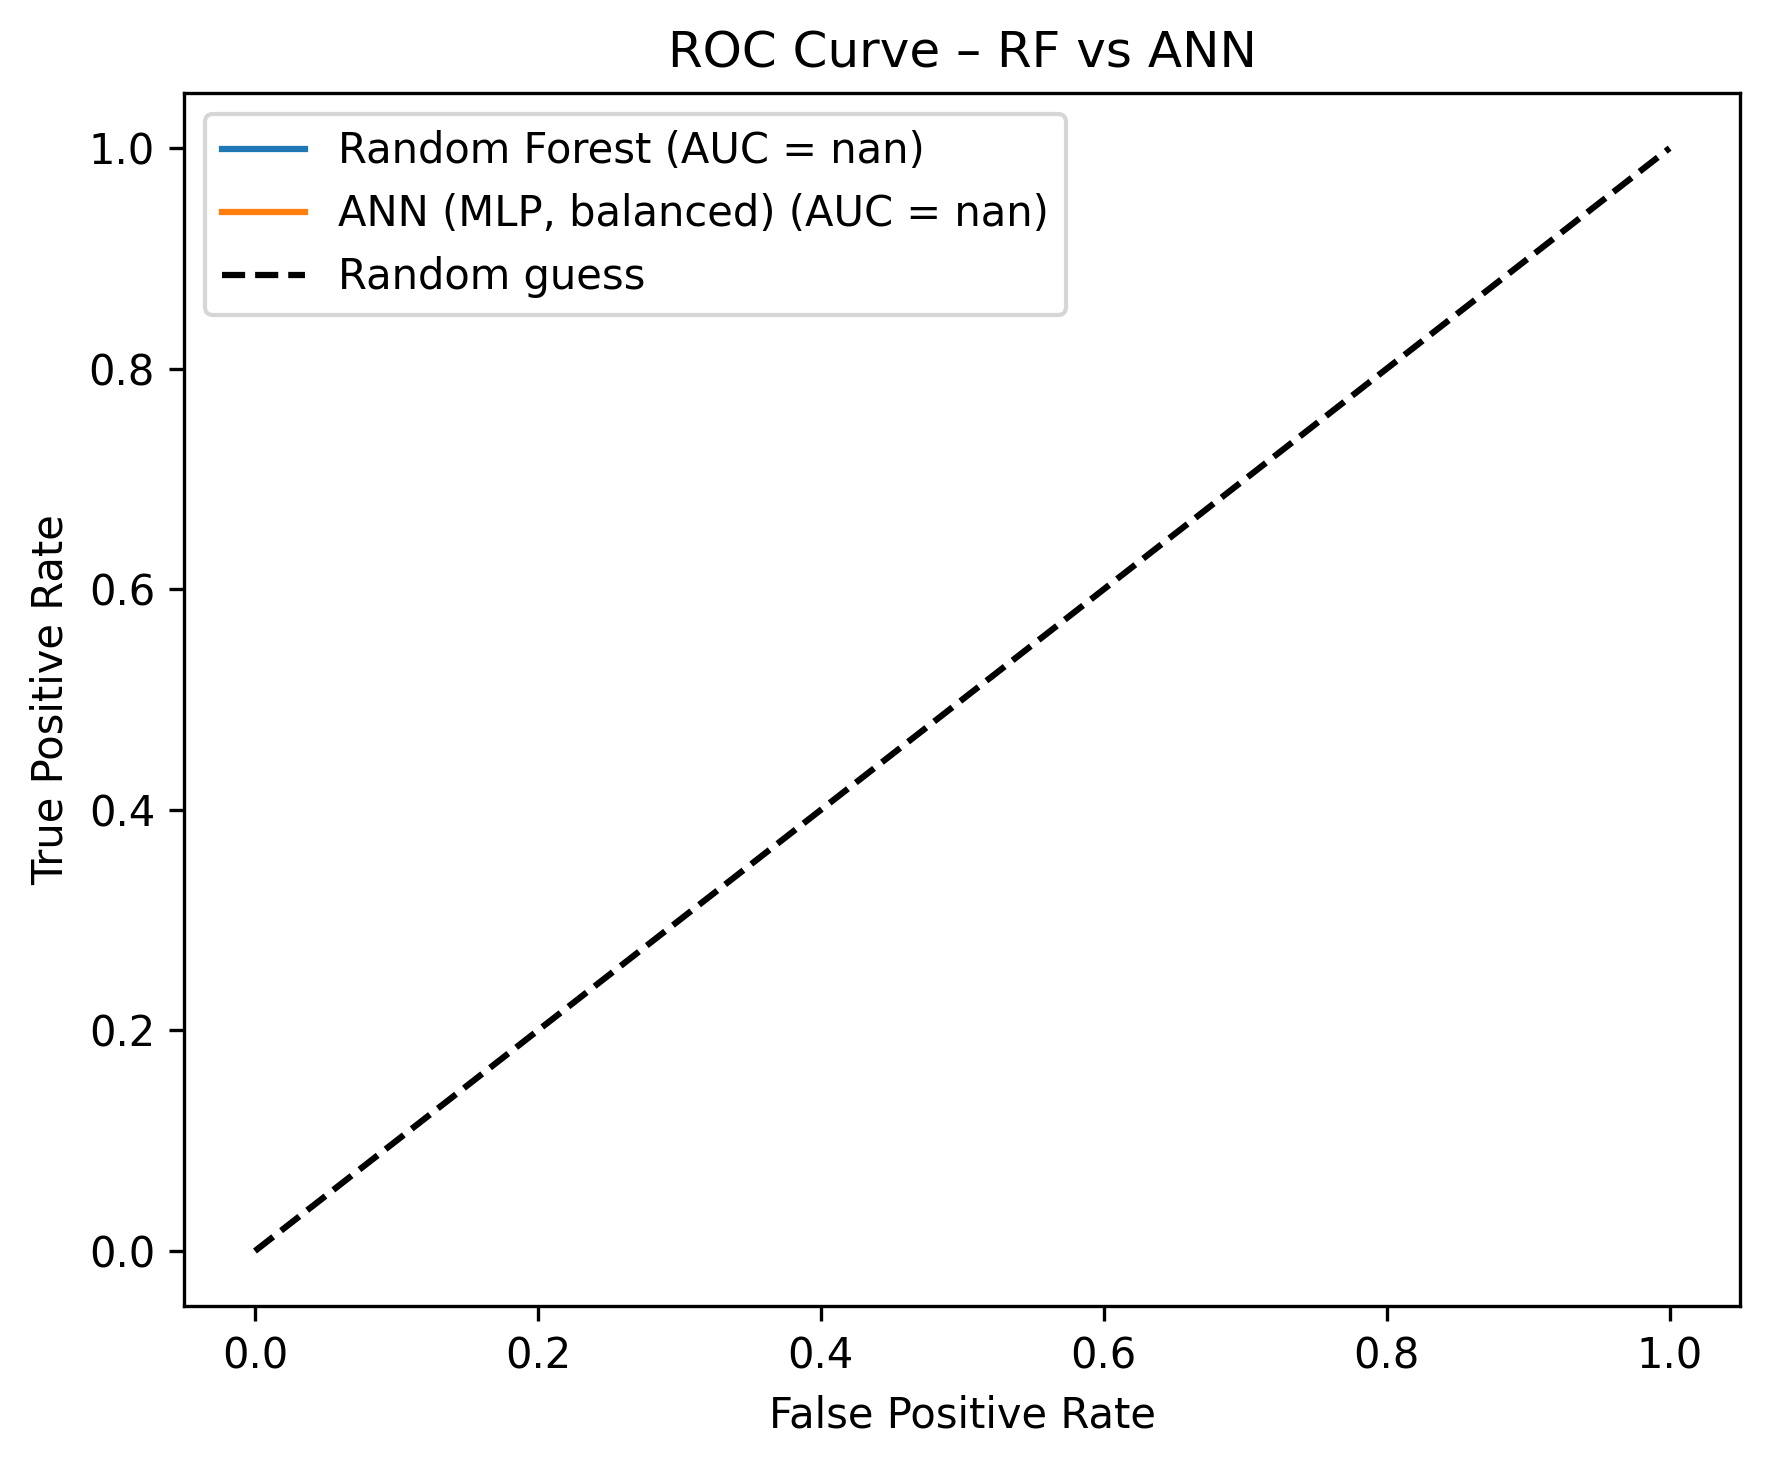 ROC Curve – RF vs ANN
Random Forest (AUC = nan)
ANN (MLP, balanced) (AUC = nan)
Random guess
True Positive Rate
1.0
0.8
0.6
0.4
0.2
0.0
0.0 0.2 0.4 0.6 0.8 1.0
False Positive Rate